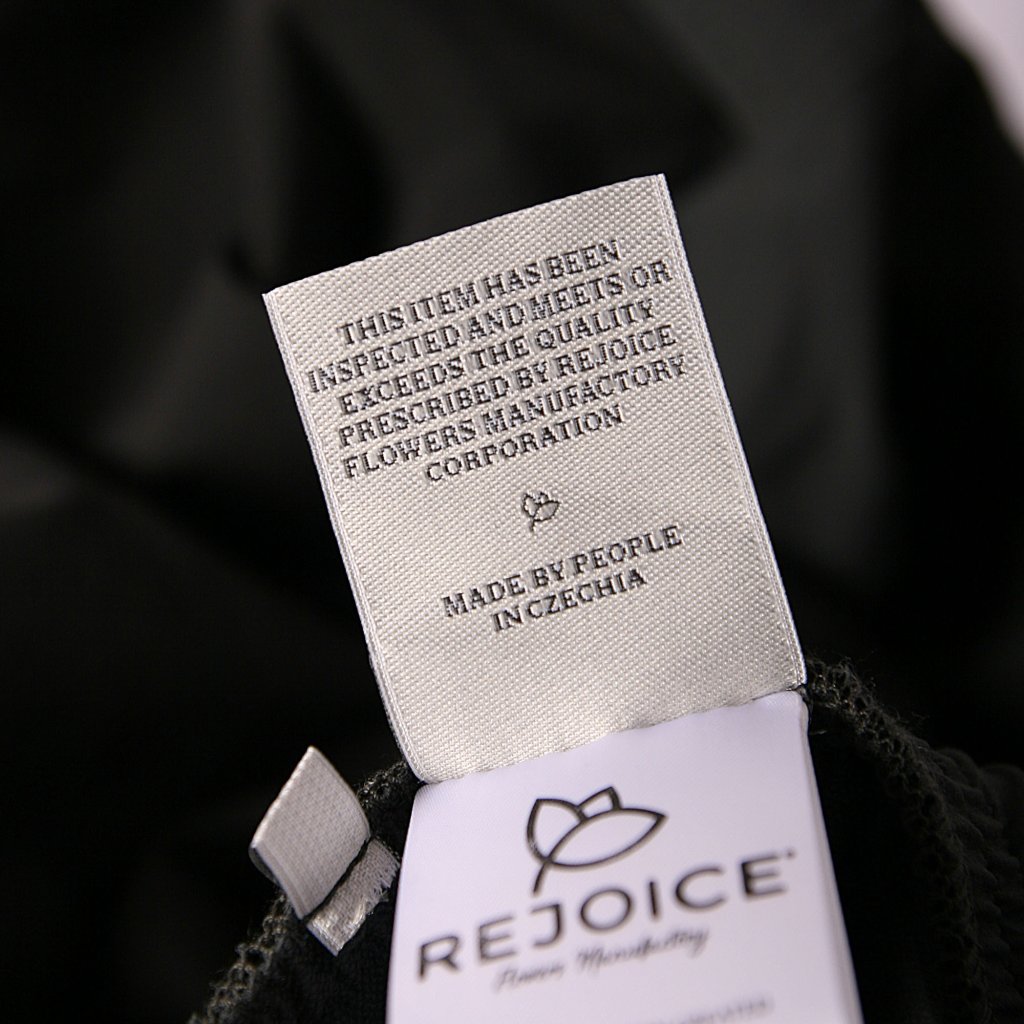 THIS ITEM HAS BEEN
INSPECTED AND MEETS OR
EXCEEDS THE QUALITY
PRESCRIBED BY REJOICE
FLOWERS MANUFACTORY
CORPORATION
MADE BY PEOPLE
IN CZECHIA
REJOICE